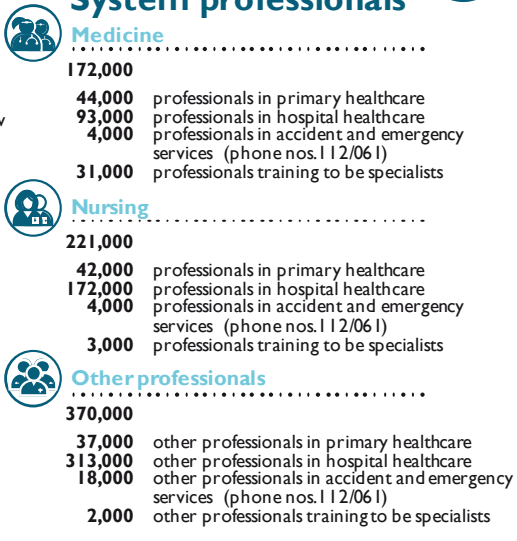 System professionals
Medicine
172,000
44,000 professionals in primary healthcare
93,000 professionals in hospital healthcare
4,000 professionals in accident and emergency
services (phone nos.112/061)
31,000 professionals training to be specialists
Nursing
221,000
42,000 professionals in primary healthcare
172,000 professionals in hospital healthcare
4,000 professionals in accident and emergency
services (phone nos.112/061)
3,000 professionals training to be specialists
Other professionals
370,000
37,000 other professionals in primary healthcare
313,000 other professionals in hospital healthcare
18,000 other professionals in accident and emergency
services (phone nos.112/061)
2,000 other professionals training to be specialists